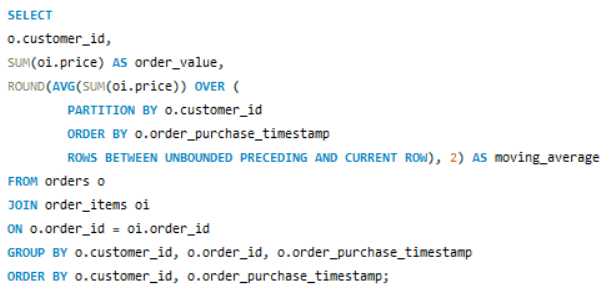 SELECT
o.customer_id,
SUM(oi.price) AS order_value,
ROUND(AVG(SUM(oi.price)) OVER (
PARTITION BY o.customer_id
ORDER BY o.order_purchase_timestamp
ROWS BETWEEN UNBOUNDED PRECEDING AND CURRENT ROW), 2) AS moving_average
FROM orders o
JOIN order_items oi
ON o.order_id = oi.order_id
GROUP BY o.customer_id, o.order_id, o.order_purchase_timestamp
ORDER BY o.customer_id, o.order_purchase_timestamp;